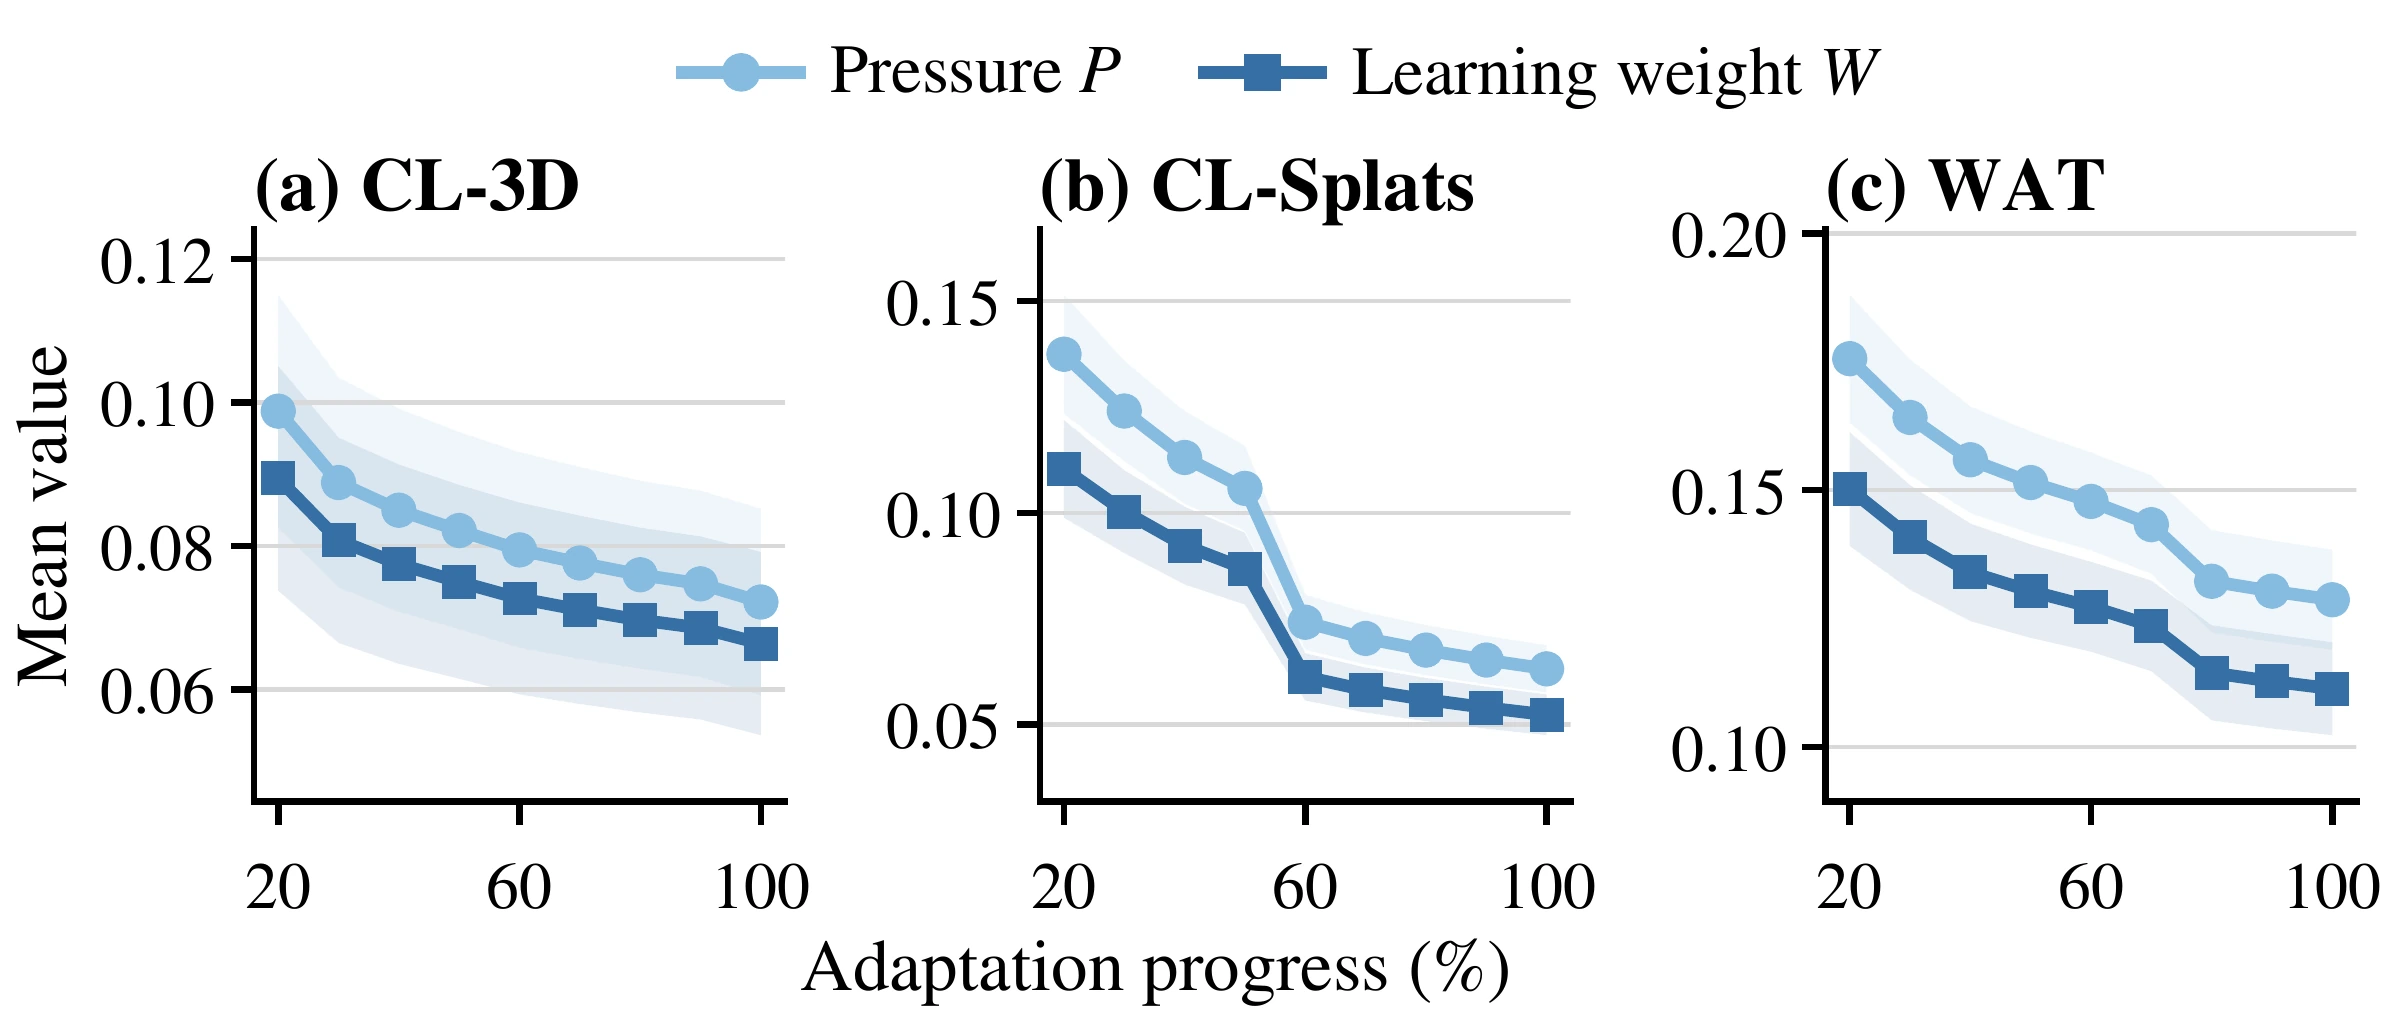 Pressure P Learning weight W
(a) CL-3D
(b) CL-Splats
(c) WAT
Mean value
0.12
0.10
0.08
0.06
20 60 100
0.15
0.10
0.05
20 60 100
0.20
0.15
0.10
20 60 100
Adaptation progress (%)